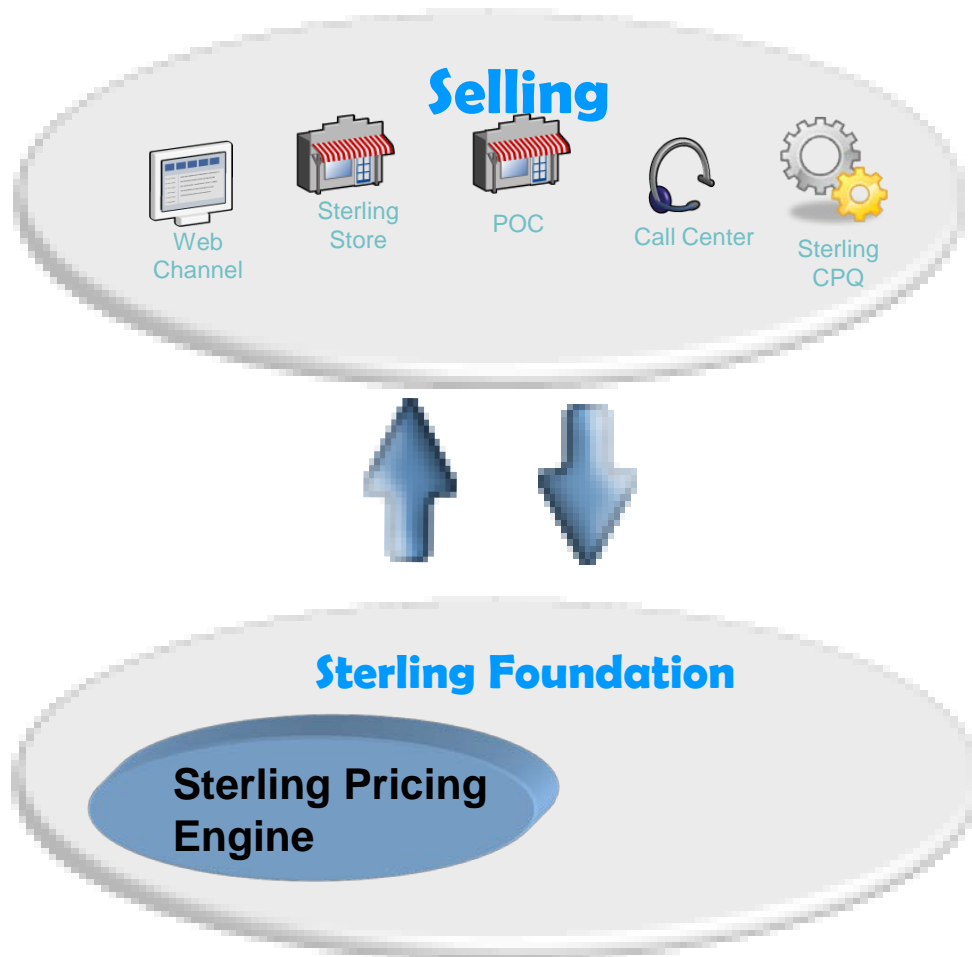 Selling
Web
Channel
Sterling
Store
POC
Call Center
Sterling
CPQ
Sterling Foundation
Sterling Pricing
Engine